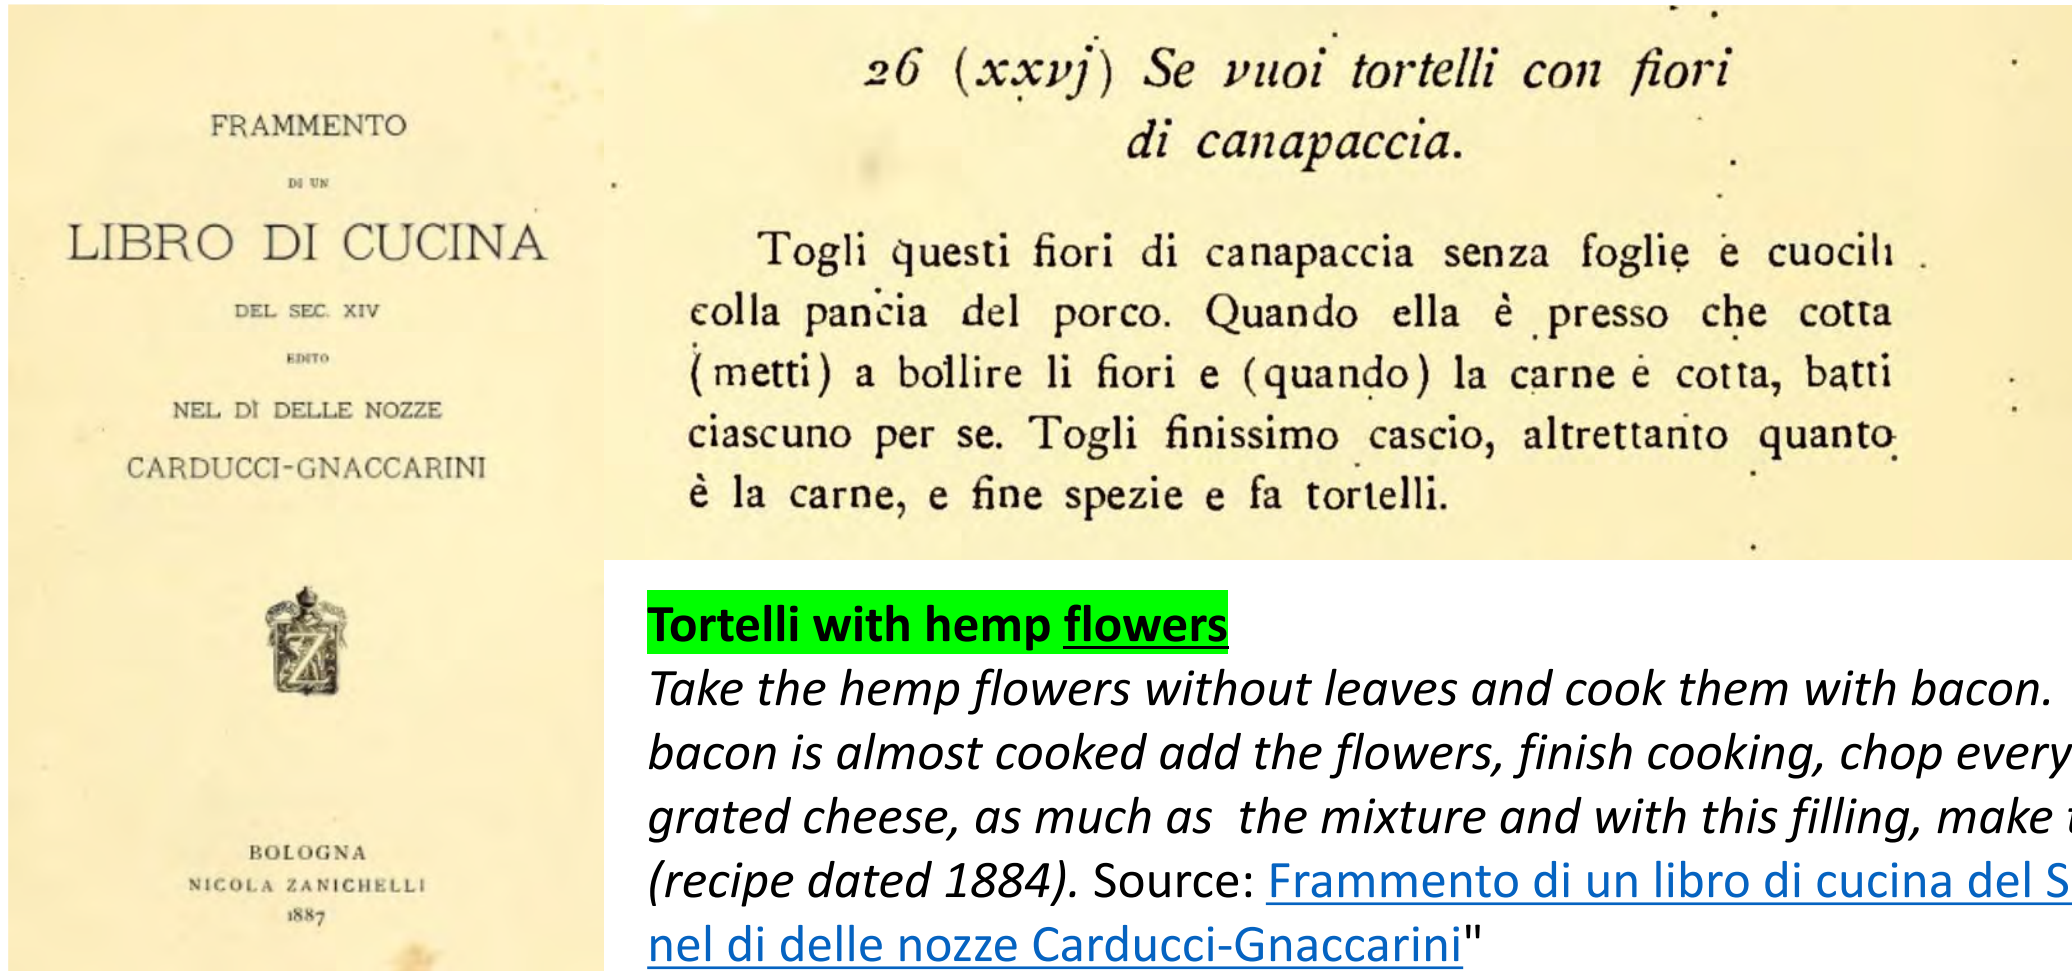 FRAMMENTO
DI UN
LIBRO DI CUCINA
DEL SEC. XIV
EDITO
NEL DÌ DELLE NOZZE
CARDUCCI-GNACCARINI
Z
BOLOGNA
NICOLA ZANICHELLI
1887
26 (xxvj) Se vuoi tortelli con fiori
di canapaccia.
Togli questi fiori di canapaccia senza foglie e cuocili
colla pancia del porco. Quando ella è presso che cotta
(metti) a bollire li fiori e (quando) la carne è cotta, batti
ciascuno per se. Togli finissimo cascio, altrettanto quanto
è la carne, e fine spezie e fa tortelli.
Tortelli with hemp flowers
Take the hemp flowers without leaves and cook them with bacon.
bacon is almost cooked add the flowers, finish cooking, chop every
grated cheese, as much as the mixture and with this filling, make
(recipe dated 1884). Source: Frammento di un libro di cucina del S
nel di delle nozze Carducci-Gnaccarini"